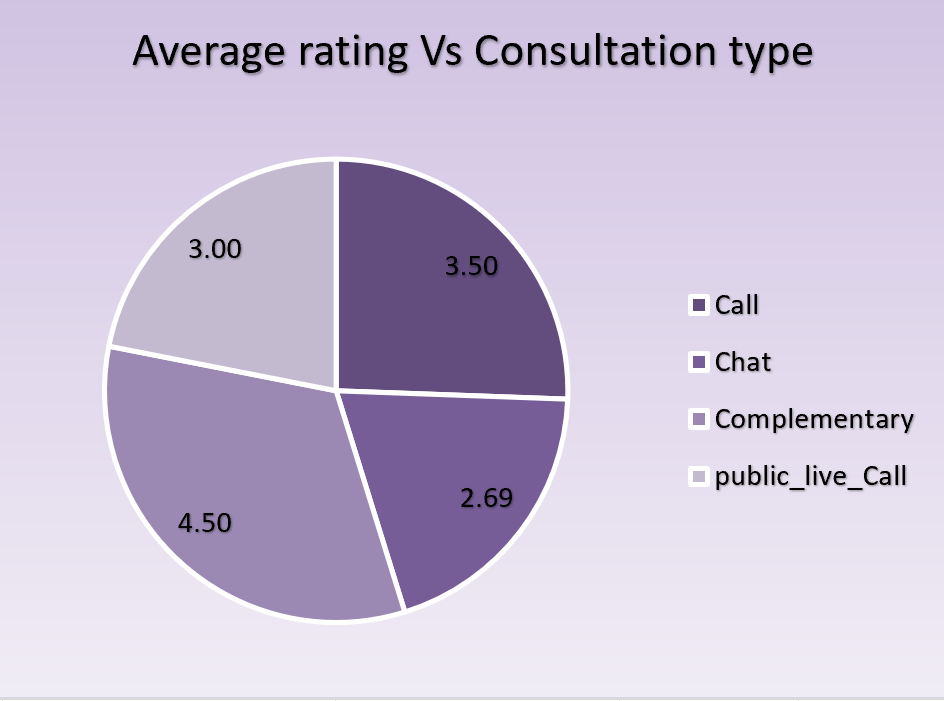 Average rating Vs Consultation type
3.00
3.50
2.69
4.50
Call
Chat
Complementary
public_live_Call